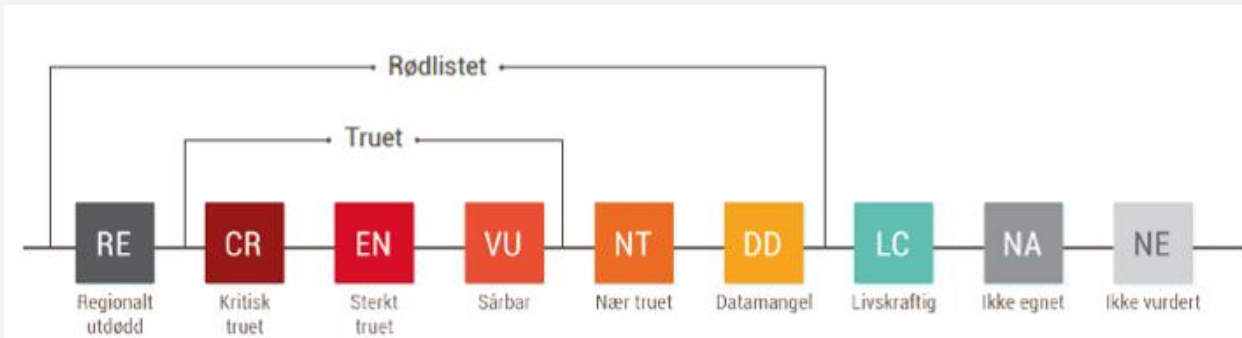 Rødlistet
Truet
RE CR EN VU NT DD LC NA NE
Regionalt utdødd
Kritisk truet
Sterkt truet
Sårbar
Nær truet
Datamangel
Livskraftig
Ikke egnet
Ikke vurdert